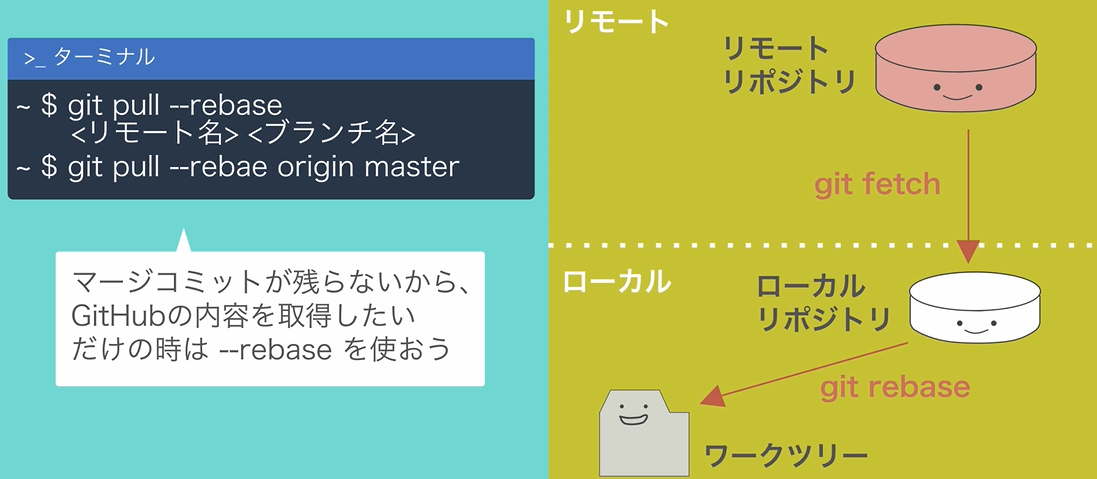 >_ ターミナル
~ $ git pull --rebase
<リモート名> <ブランチ名>
~ $ git pull --rebae origin master
マージコミットが残らないから、
GitHubの内容を取得したい
だけの時は --rebase を使おう
リモート
リモート
リポジトリ
git fetch
ローカル
ローカル
リポジトリ
git rebase
ワークツリー